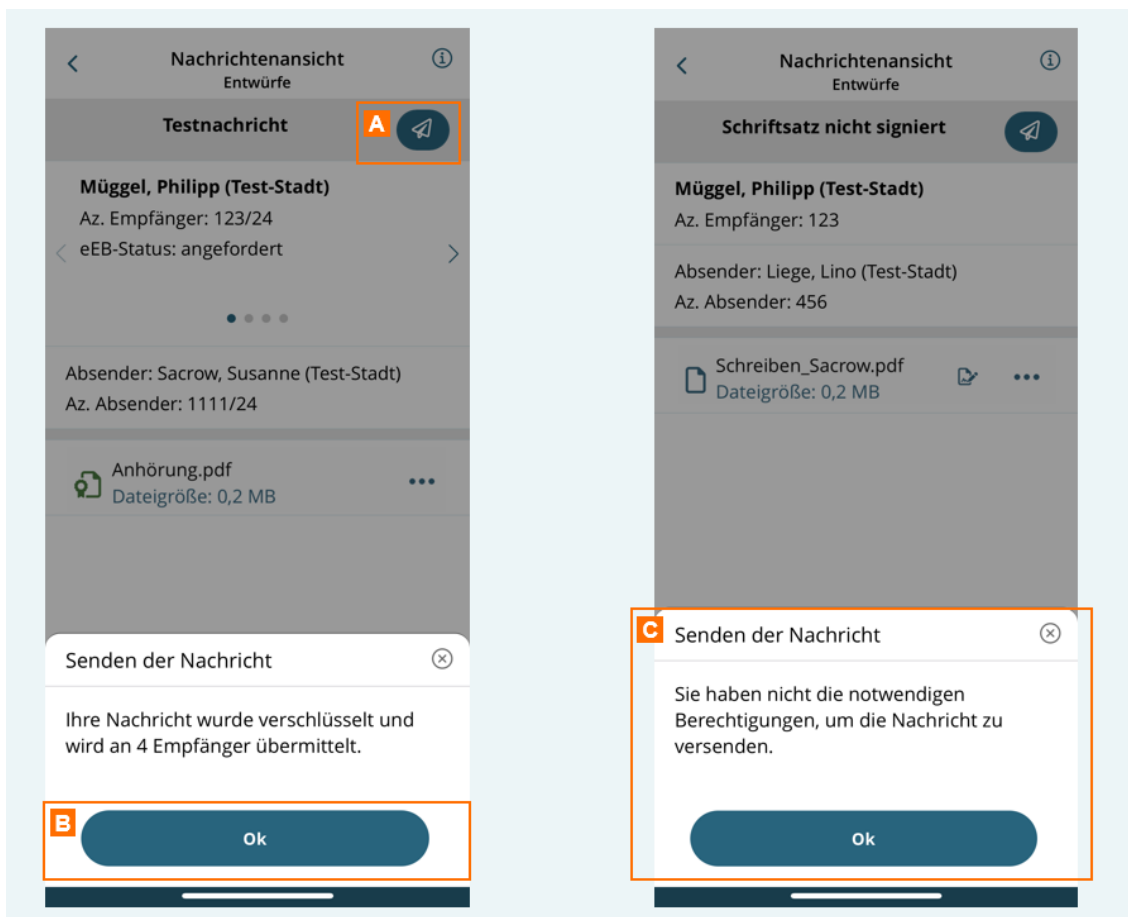 Nachrichtenansicht
Entwürfe
Testnachricht
A
Müggel, Philipp (Test-Stadt)
Az. Empfänger: 123/24
eEB-Status: angefordert
Absender: Sacrow, Susanne (Test-Stadt)
Az. Absender: 1111/24
Anhörung.pdf
Dateigröße: 0,2 MB
Senden der Nachricht
Ihre Nachricht wurde verschlüsselt und
wird an 4 Empfänger übermittelt.
B
Ok
Nachrichtenansicht
Entwürfe
Schriftsatz nicht signiert
Müggel, Philipp (Test-Stadt)
Az. Empfänger: 123
Absender: Liege, Lino (Test-Stadt)
Az. Absender: 456
Schreiben_Sacrow.pdf
Dateigröße: 0,2 MB
C
Senden der Nachricht
Sie haben nicht die notwendigen
Berechtigungen, um die Nachricht zu
versenden.
Ok